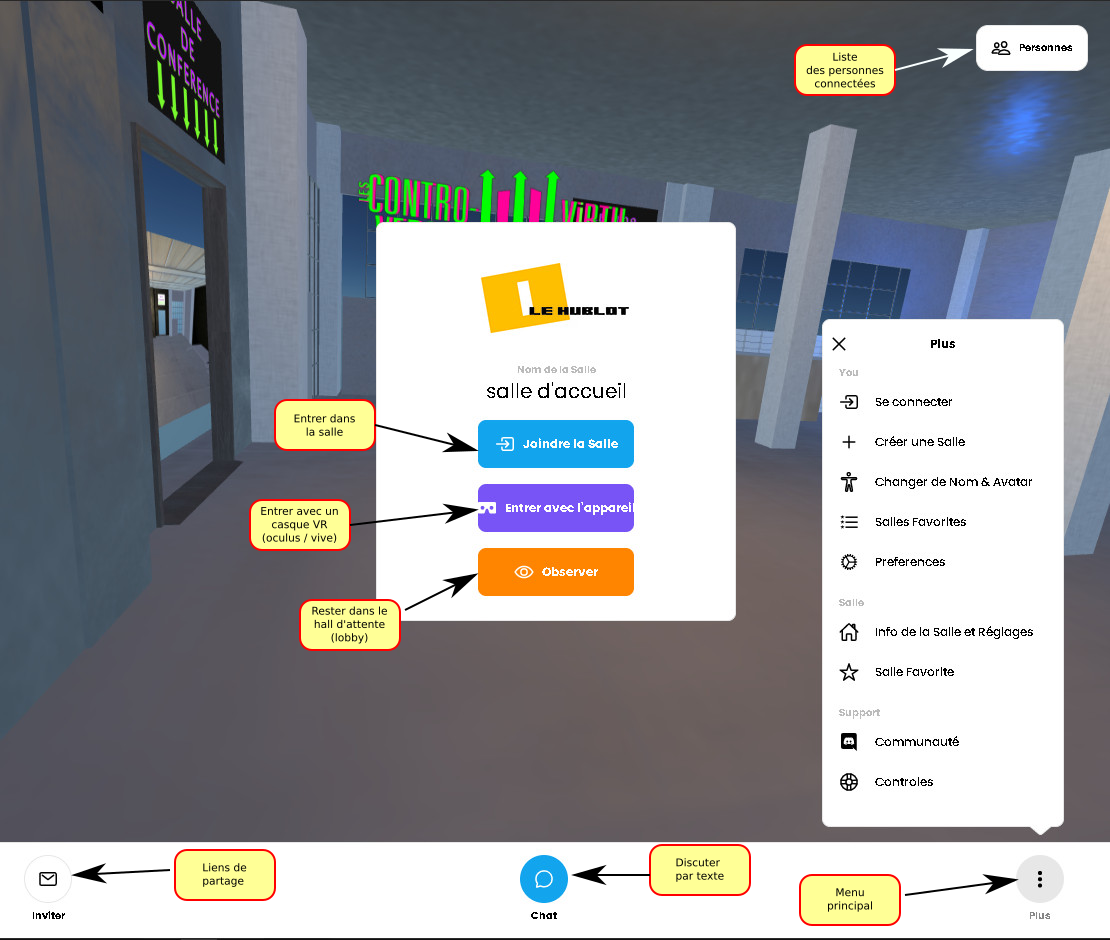 SALLE
DE
CONFERENCE
Liste
des personnes
connectées
Personnes
LES
CONTRO
LE HUBLOT
Nom de la Salle
salle d'accueil
Entrer dans
la salle
Joindre la Salle
Entrer avec un
casque VR
(oculus / vive)
Entrer avec l'appareil
Observer
Rester dans le
hall d'attente
(lobby)
Plus
You
Se connecter
Créer une Salle
Changer de Nom & Avatar
Salles Favorites
Preferences
Salle
Info de la Salle et Réglages
Salle Favorite
Support
Communauté
Controles
Liens de
partage
Inviter
Discuter
par texte
Chat
Menu
principal
Plus